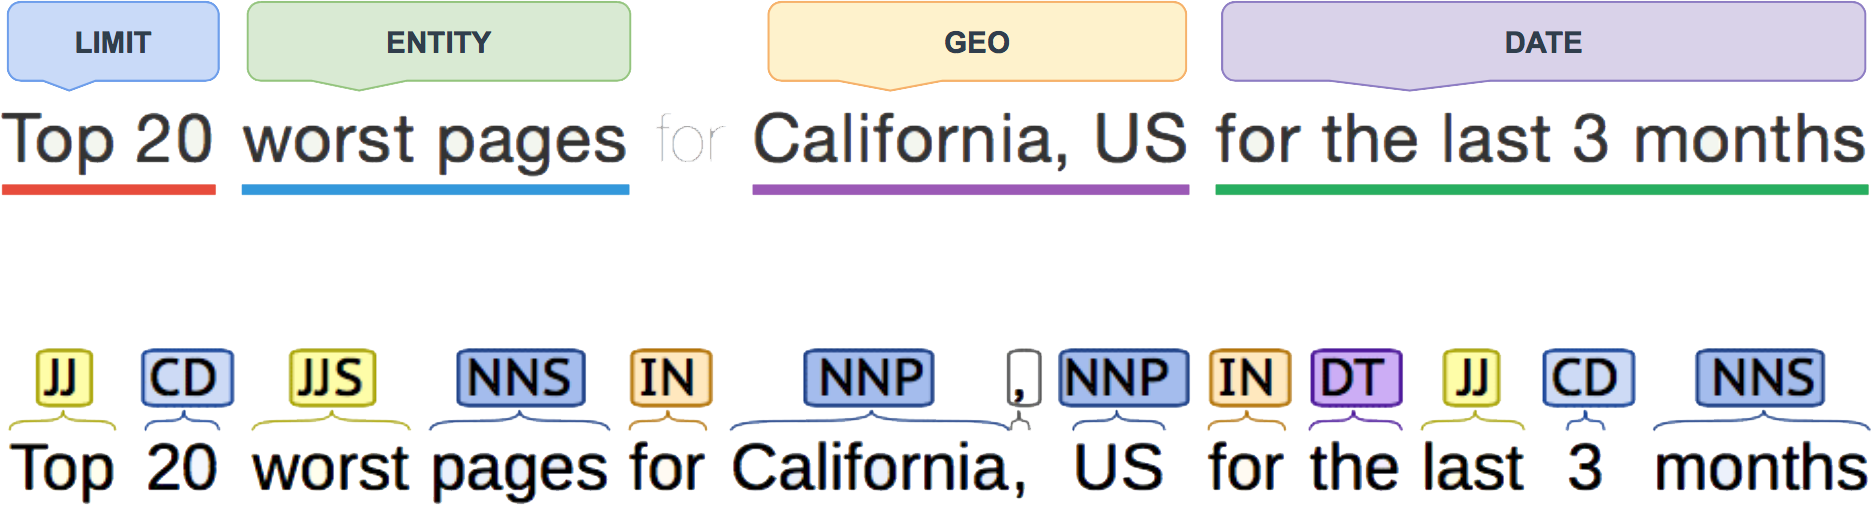 LIMIT ENTITY GEO DATE
Top 20 worst pages for California, US for the last 3 months
JJ CD JJS NNS IN NNP , NNP IN DT JJ CD NNS
Top 20 worst pages for California, US for the last 3 months